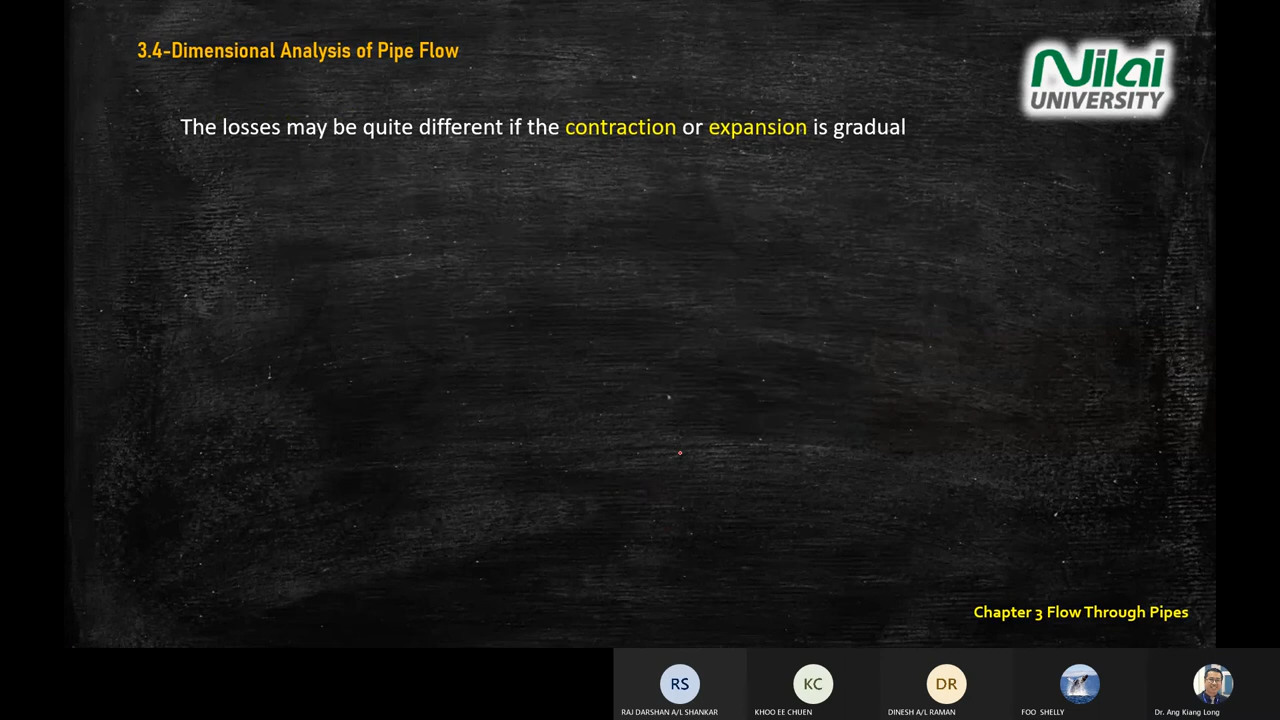 3.4-Dimensional Analysis of Pipe Flow
Nilai
UNIVERSITY
The losses may be quite different if the contraction or expansion is gradual
Chapter 3 Flow Through Pipes
RS
KC
DR
RAJ DARSHAN A/L SHANKAR
KHOO EE CHUEN
DINESH A/L RAMAN
FOO SHELLY
Dr. Ang Kiang Long